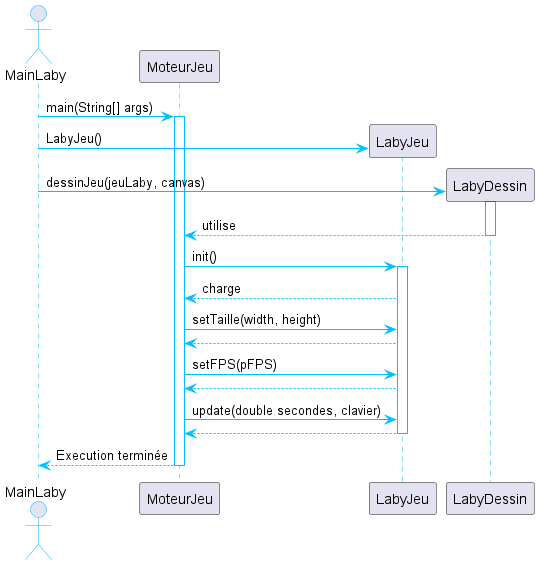 MainLaby
MoteurJeu
main(String[] args)
LabyJeu()
LabyJeu
dessinJeu(jeuLaby, canvas)
LabyDessin
utilise
init()
charge
setTaille(width, height)
setFPS(pFPS)
update(double secondes, clavier)
Execution terminée
MainLaby
MoteurJeu
LabyJeu
LabyDessin